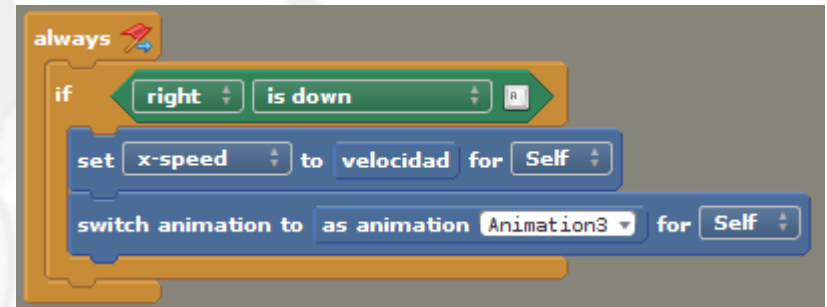 always
if right is down
set x-speed to velocidad for Self
switch animation to as animation Animation3 for Self